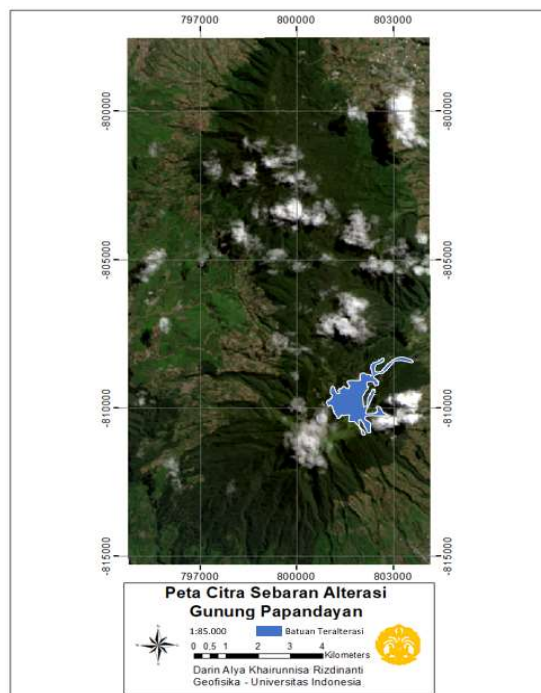 797000 800000 803000
-800000 -800000
-805000 -805000
-810000 -810000
-815000 -815000
797000 800000 803000
Peta Citra Sebaran Alterasi
Gunung Papandayan
1:85.000 Batuan Teralterasi
0 0,5 1 2 3 4
Kilometers
Darin Alya Khairunnisa Rizdinanti
Geofisika - Universitas Indonesia